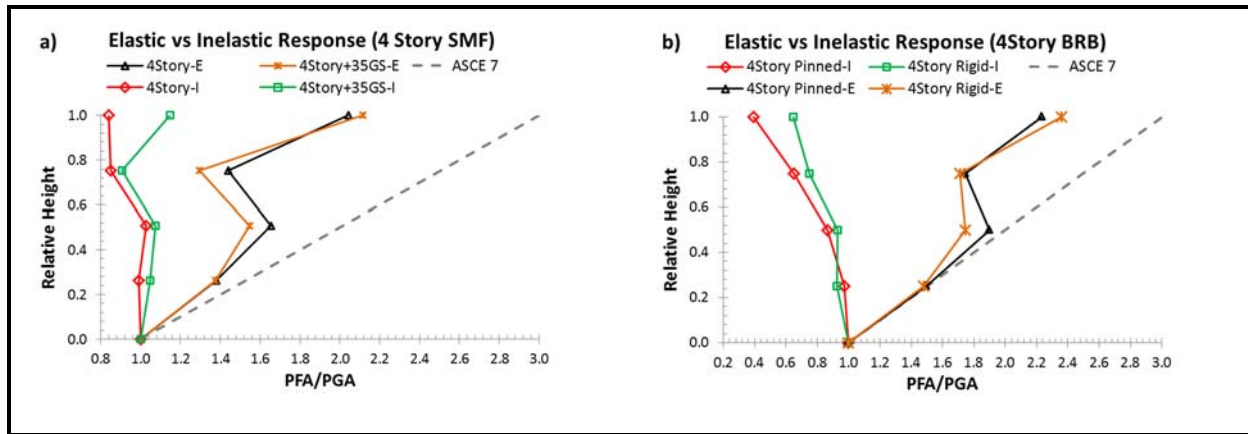 a) Elastic vs Inelastic Response (4 Story SMF)
4Story-E 4Story+35GS-E ASCE 7
4Story-I 4Story+35GS-I
1.0
0.8
0.6
0.4
0.2
0.0
Relative Height
0.8 1.0 1.2 1.4 1.6 1.8 2.0 2.2 2.4 2.6 2.8 3.0
PFA/PGA
b) Elastic vs Inelastic Response (4Story BRB)
4Story Pinned-I 4Story Rigid-I ASCE 7
4Story Pinned-E 4Story Rigid-E
1.0
0.8
0.6
0.4
0.2
0.0
Relative Height
0.2 0.4 0.6 0.8 1.0 1.2 1.4 1.6 1.8 2.0 2.2 2.4 2.6 2.8 3.0
PFA/PGA